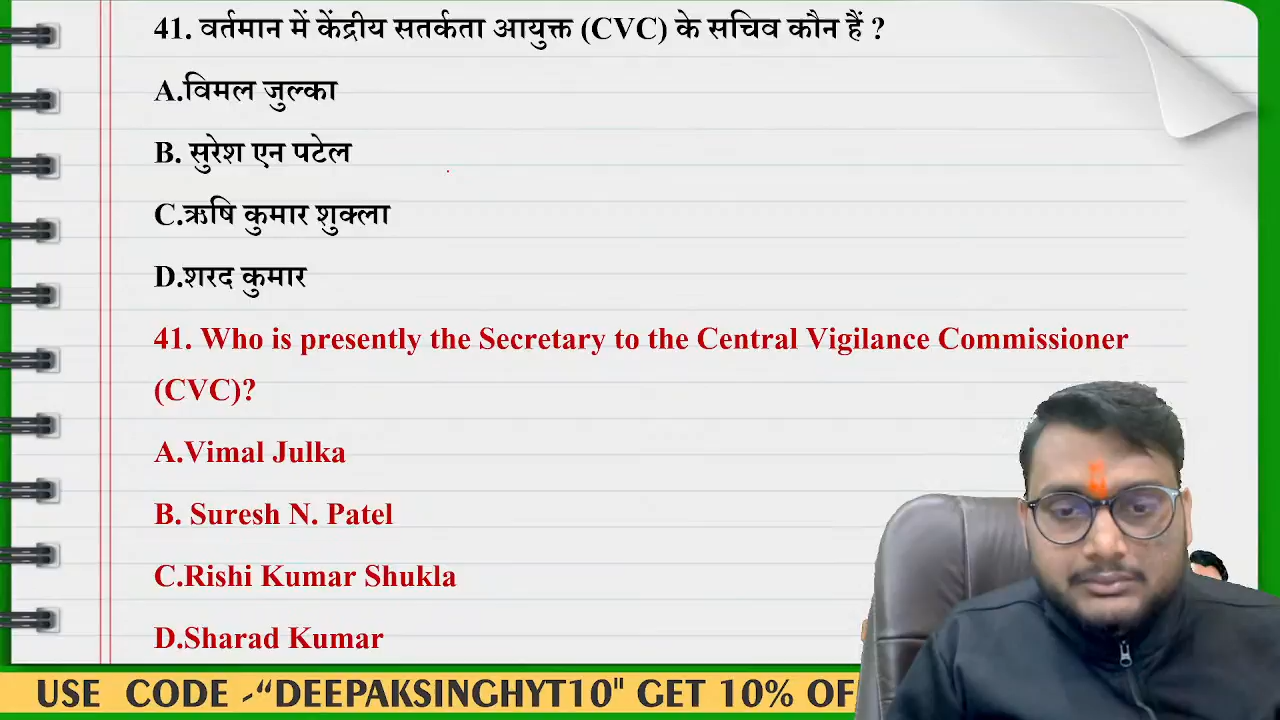 41. वर्तमान में केंद्रीय सतर्कता आयुक्त (CVC) के सचिव कौन हैं ?
A.विमल जुल्का
B. सुरेश एन पटेल
C.ऋषि कुमार शुक्ला
D.शरद कुमार
41. Who is presently the Secretary to the Central Vigilance Commissioner
(CVC)?
A.Vimal Julka
B. Suresh N. Patel
C.Rishi Kumar Shukla
D.Sharad Kumar
USE CODE -“DEEPAKSINGHYT10" GET 10% OF